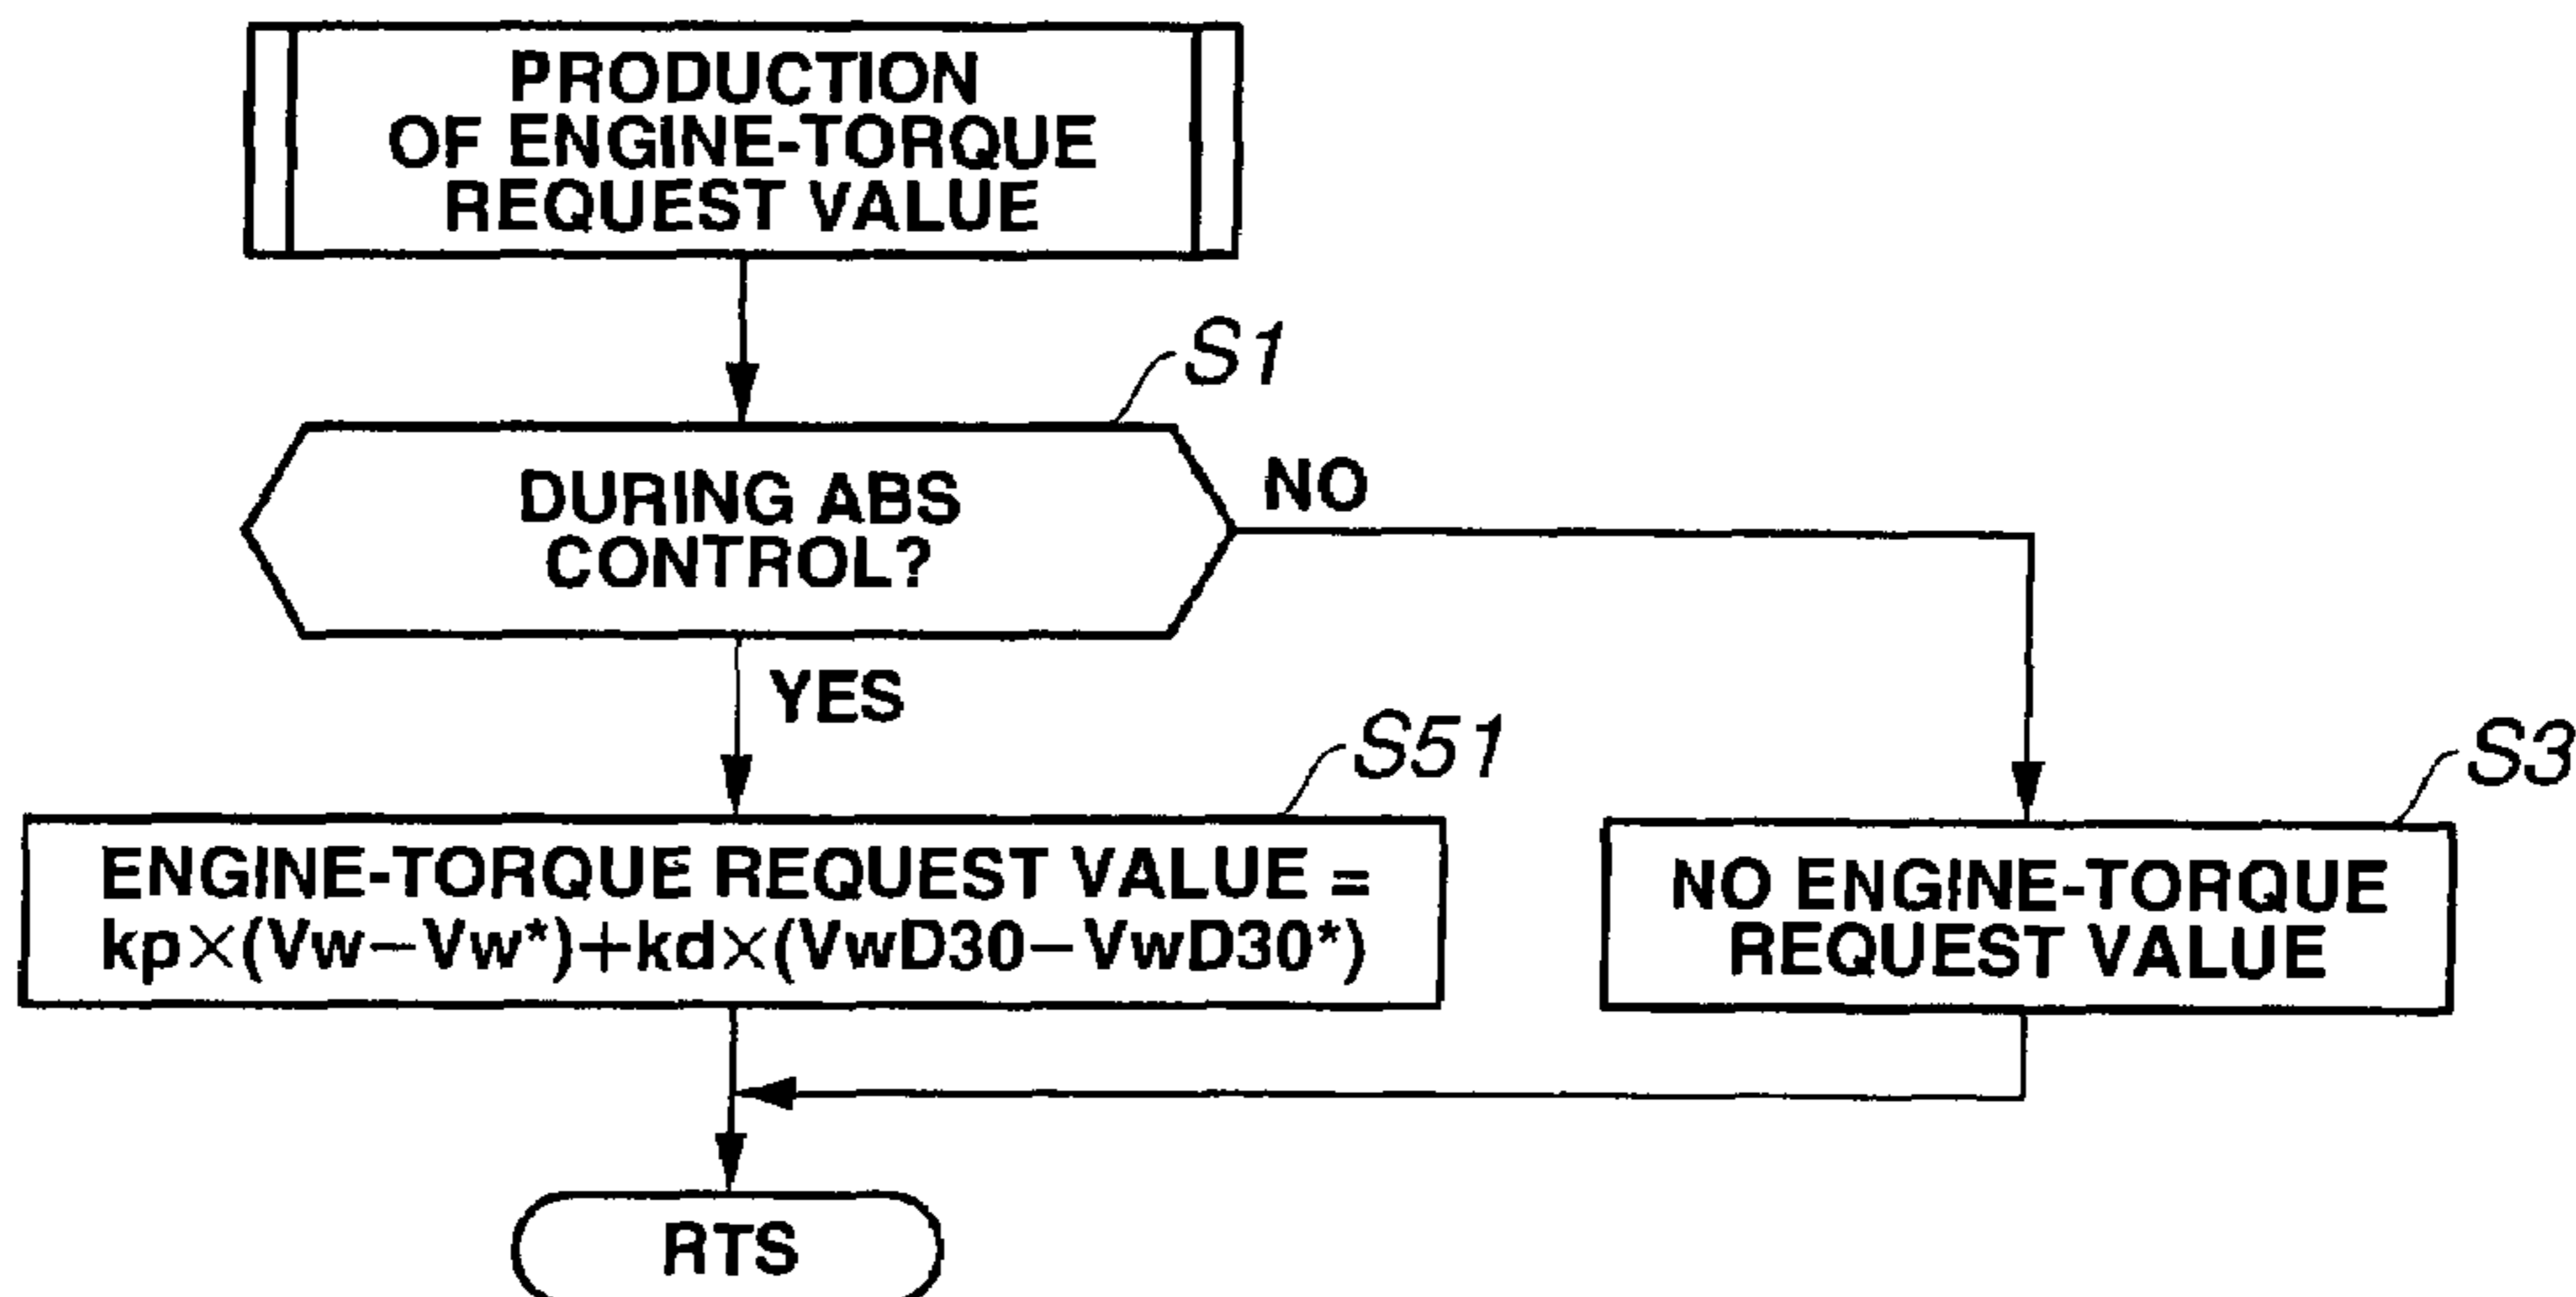 PRODUCTION
OF ENGINE-TORQUE
REQUEST VALUE
S1
DURING ABS
CONTROL?
NO
YES
S51
S3
ENGINE-TORQUE REQUEST VALUE =
kp×(Vw−Vw*)+kd×(VwD30−VwD30*)
NO ENGINE-TORQUE
REQUEST VALUE
RTS